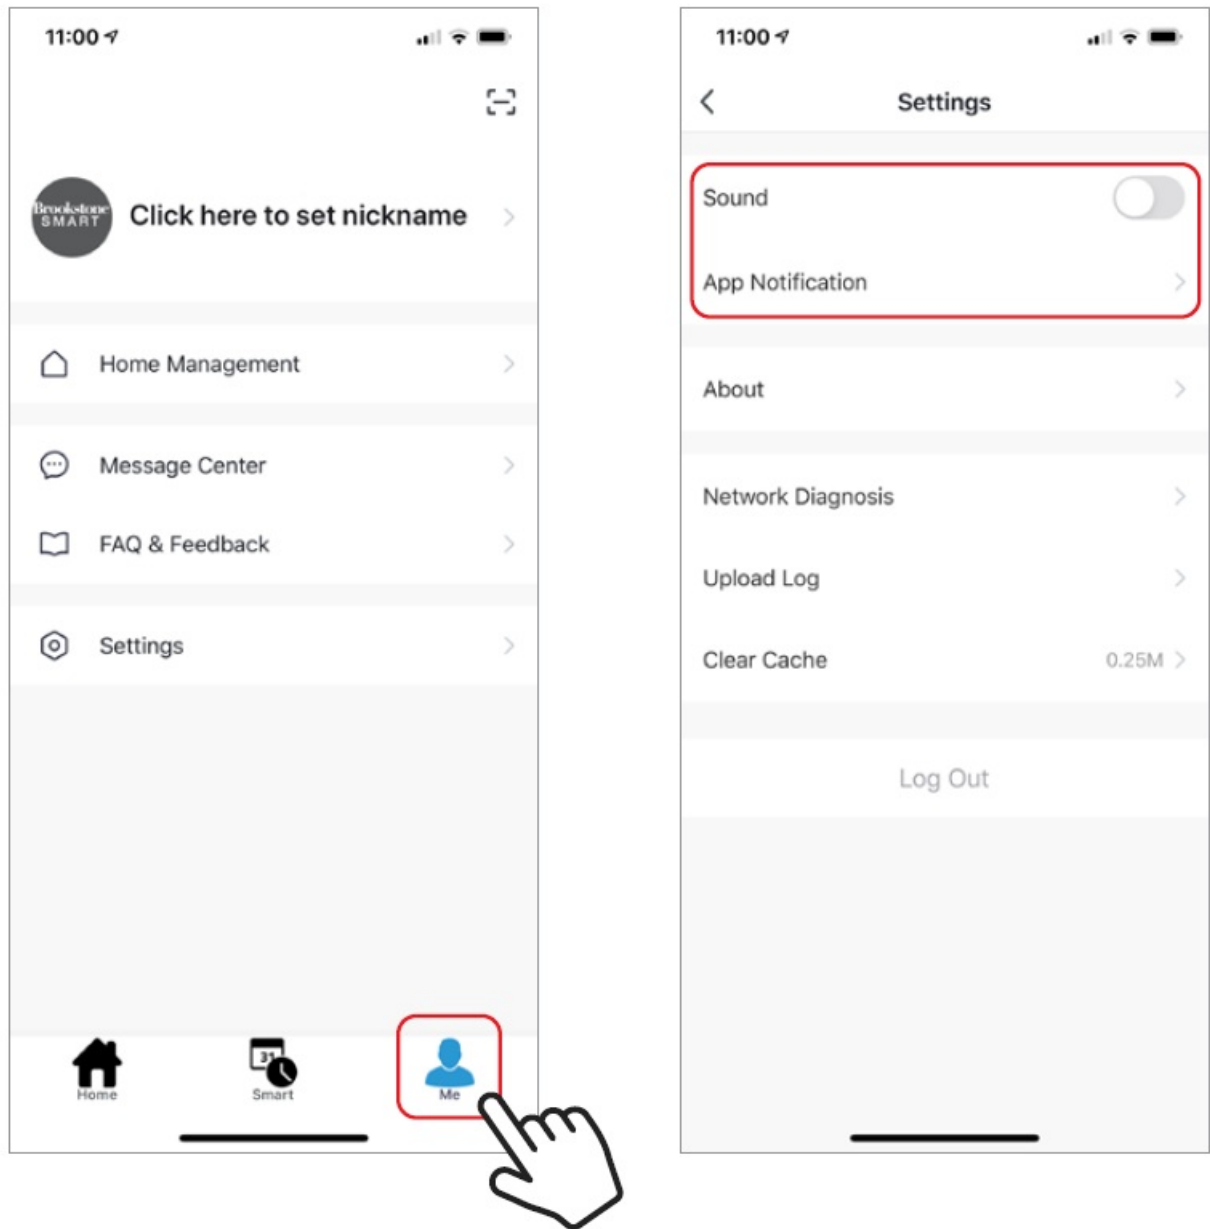 11:00
Brookstone
SMART
Click here to set nickname
Home Management
Message Center
FAQ & Feedback
Settings
31
Home
Smart
Me
11:00
Settings
Sound
App Notification
About
Network Diagnosis
Upload Log
Clear Cache 0.25M
Log Out